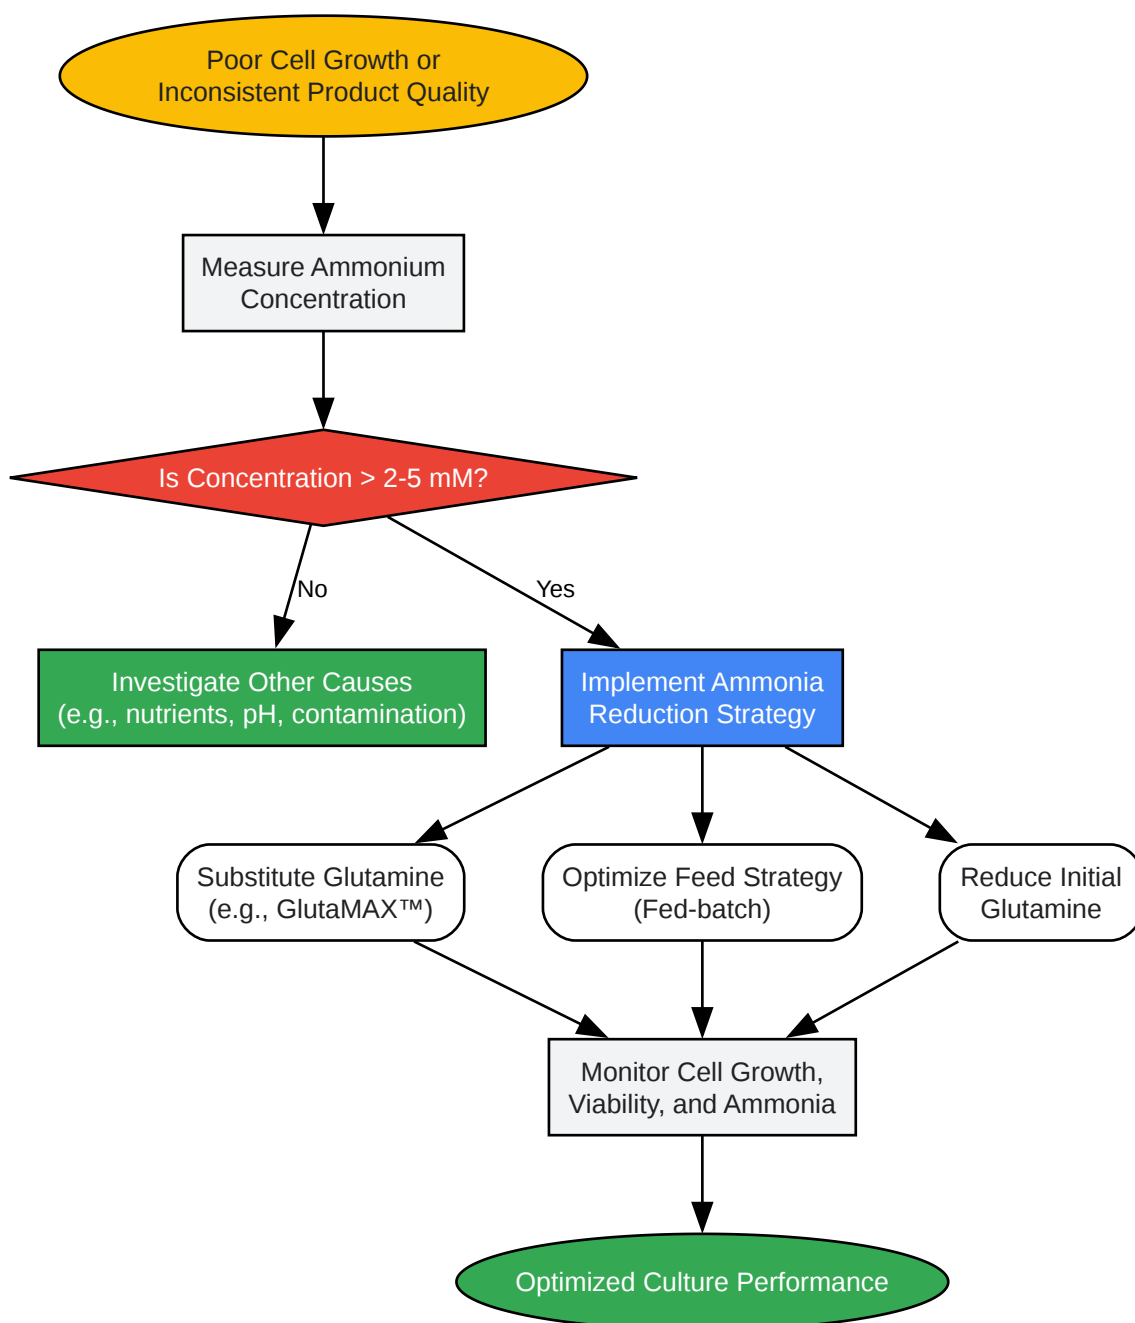 Poor Cell Growth or
Inconsistent Product Quality
Measure Ammonium
Concentration
Is Concentration > 2-5 mM?
No
Yes
Investigate Other Causes
(e.g., nutrients, pH, contamination)
Implement Ammonia
Reduction Strategy
Substitute Glutamine
(e.g., GlutaMAX™)
Optimize Feed Strategy
(Fed-batch)
Reduce Initial
Glutamine
Monitor Cell Growth,
Viability, and Ammonia
Optimized Culture Performance